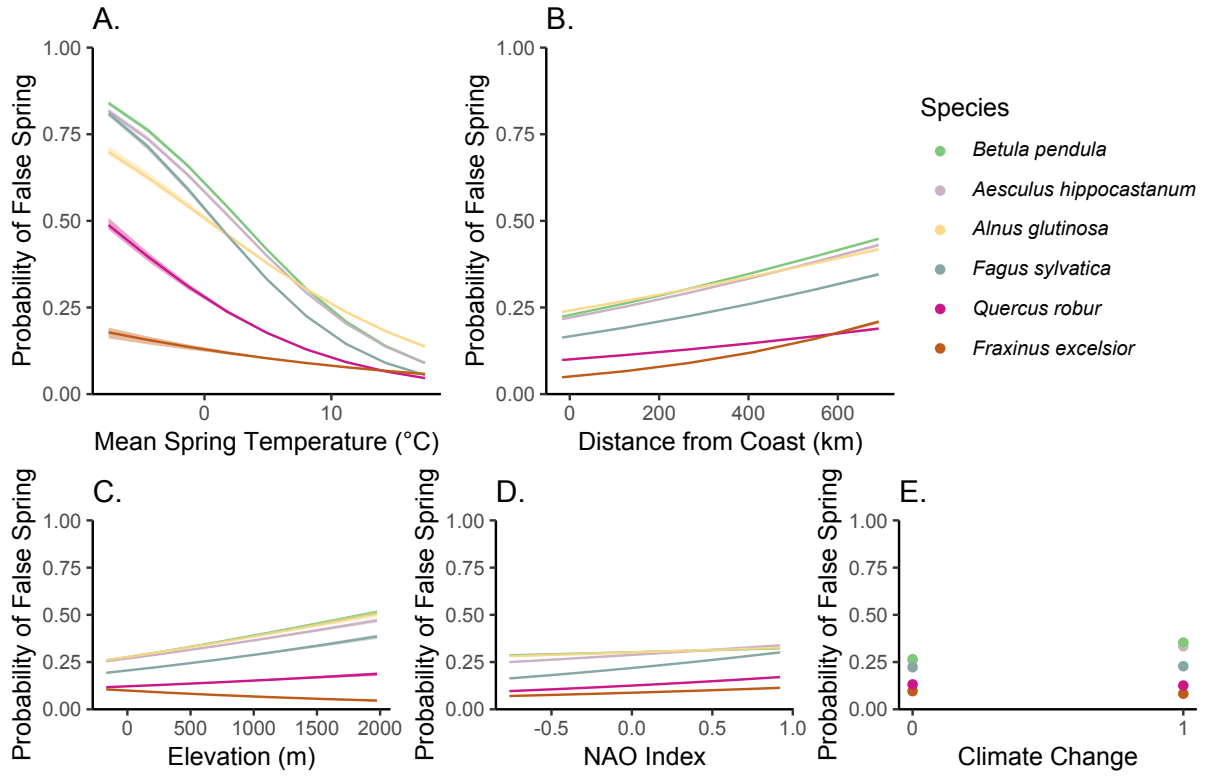 A.
Probability of False Spring
1.00
0.75
0.50
0.25
0.00
0
10
Mean Spring Temperature (°C)
B.
Probability of False Spring
1.00
0.75
0.50
0.25
0.00
0
200
400
600
Distance from Coast (km)
Species
Betula pendula
Aesculus hippocastanum
Alnus glutinosa
Fagus sylvatica
Quercus robur
Fraxinus excelsior
C.
Probability of False Spring
1.00
0.75
0.50
0.25
0.00
0
500
1000
1500
2000
Elevation (m)
D.
Probability of False Spring
1.00
0.75
0.50
0.25
0.00
-0.5
0.0
0.5
1.0
NAO Index
E.
Probability of False Spring
1.00
0.75
0.50
0.25
0.00
0
1
Climate Change